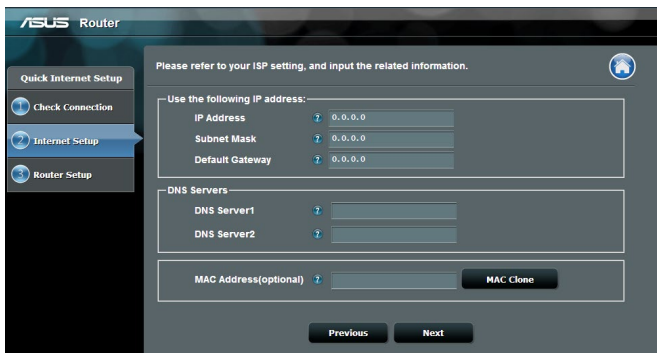 ASUS Router
Quick Internet Setup
1 Check Connection
2 Internet Setup
3 Router Setup
Please refer to your ISP setting, and input the related information.
Use the following IP address:
IP Address ? 0.0.0.0
Subnet Mask ? 0.0.0.0
Default Gateway ? 0.0.0.0
DNS Servers
DNS Server1 ?
DNS Server2 ?
MAC Address(optional) ? MAC Clone
Previous Next